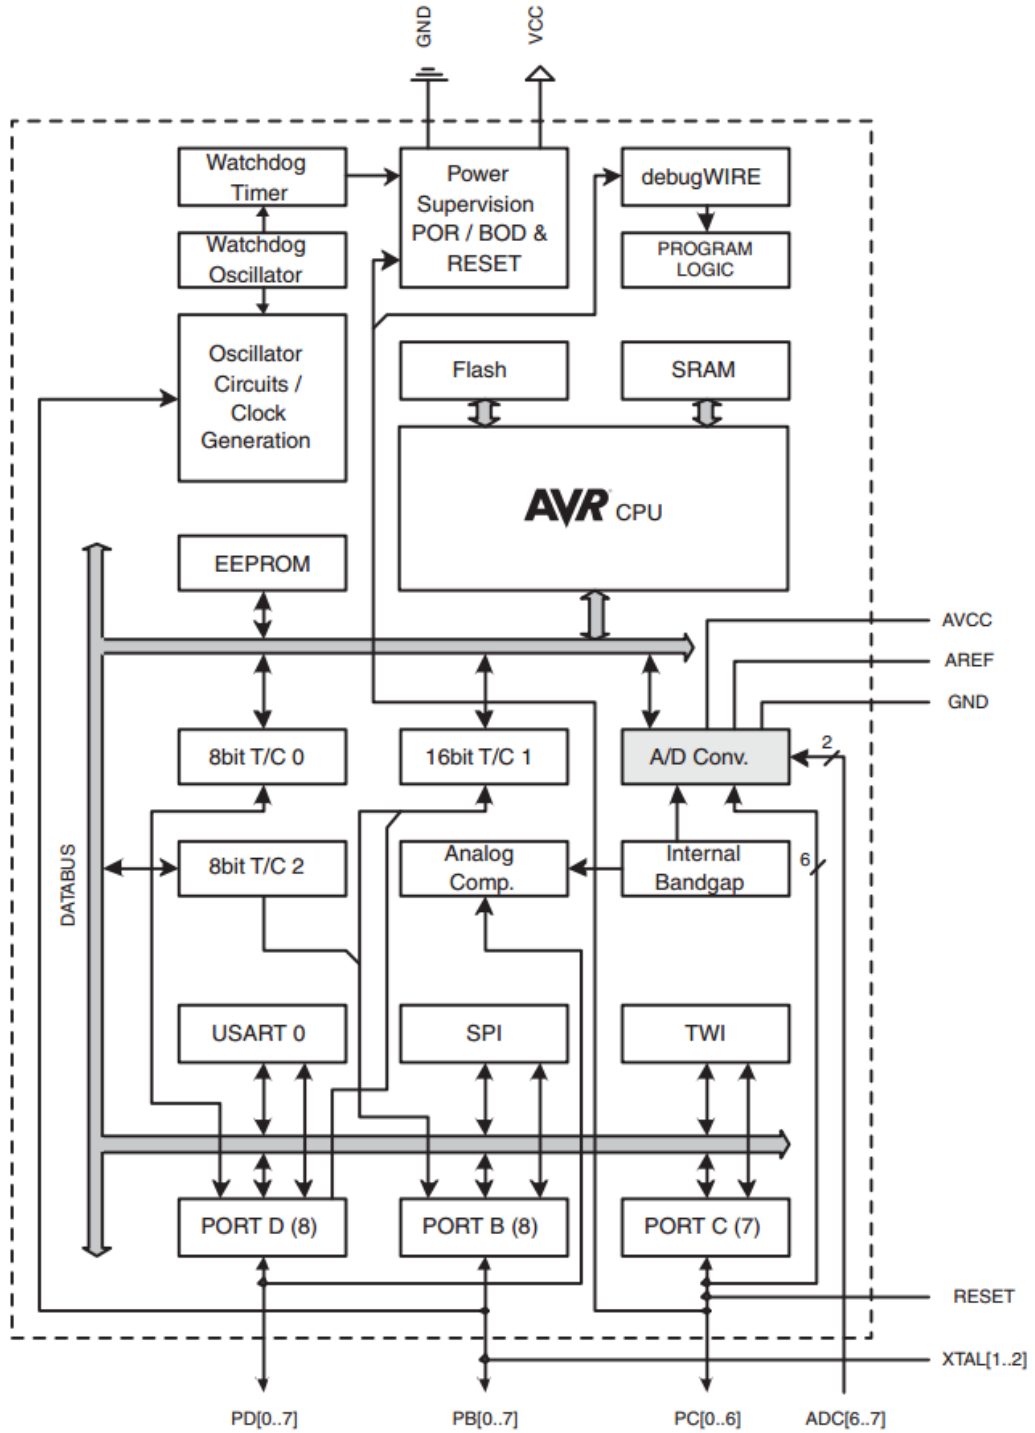 GND
VCC
Watchdog
Timer
Power
Supervision
POR / BOD &
RESET
debugWIRE
Watchdog
Oscillator
PROGRAM
LOGIC
Oscillator
Circuits /
Clock
Generation
Flash
SRAM
AVR CPU
EEPROM
AVCC
AREF
GND
8bit T/C 0
16bit T/C 1
A/D Conv.
2
DATABUS
8bit T/C 2
Analog
Comp.
Internal
Bandgap
6
USART 0
SPI
TWI
PORT D (8)
PORT B (8)
PORT C (7)
RESET
XTAL[1..2]
PD[0..7]
PB[0..7]
PC[0..6]
ADC[6..7]